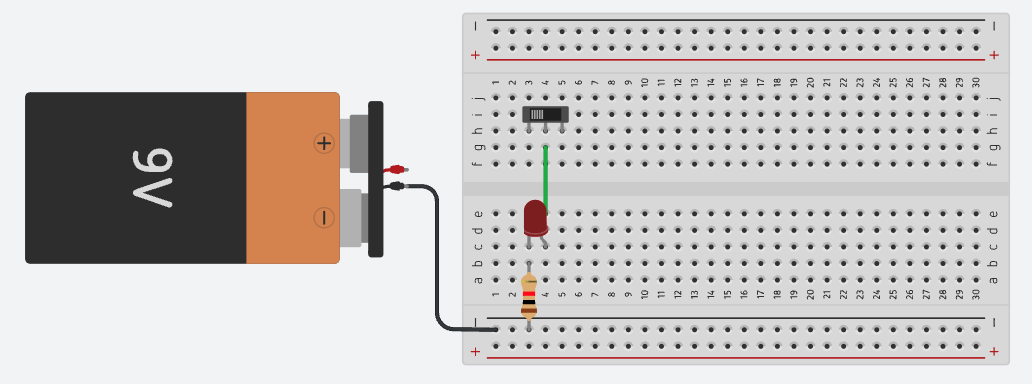 − −
+ +
1 2 3 4 5 6 7 8 9 10 11 12 13 14 15 16 17 18 19 20 21 22 23 24 25 26 27 28 29 30
j j
i i
h h
g g
f f
9V
+
−
e e
d d
c c
b b
a a
1 2 3 4 5 6 7 8 9 10 11 12 13 14 15 16 17 18 19 20 21 22 23 24 25 26 27 28 29 30
− −
+ +